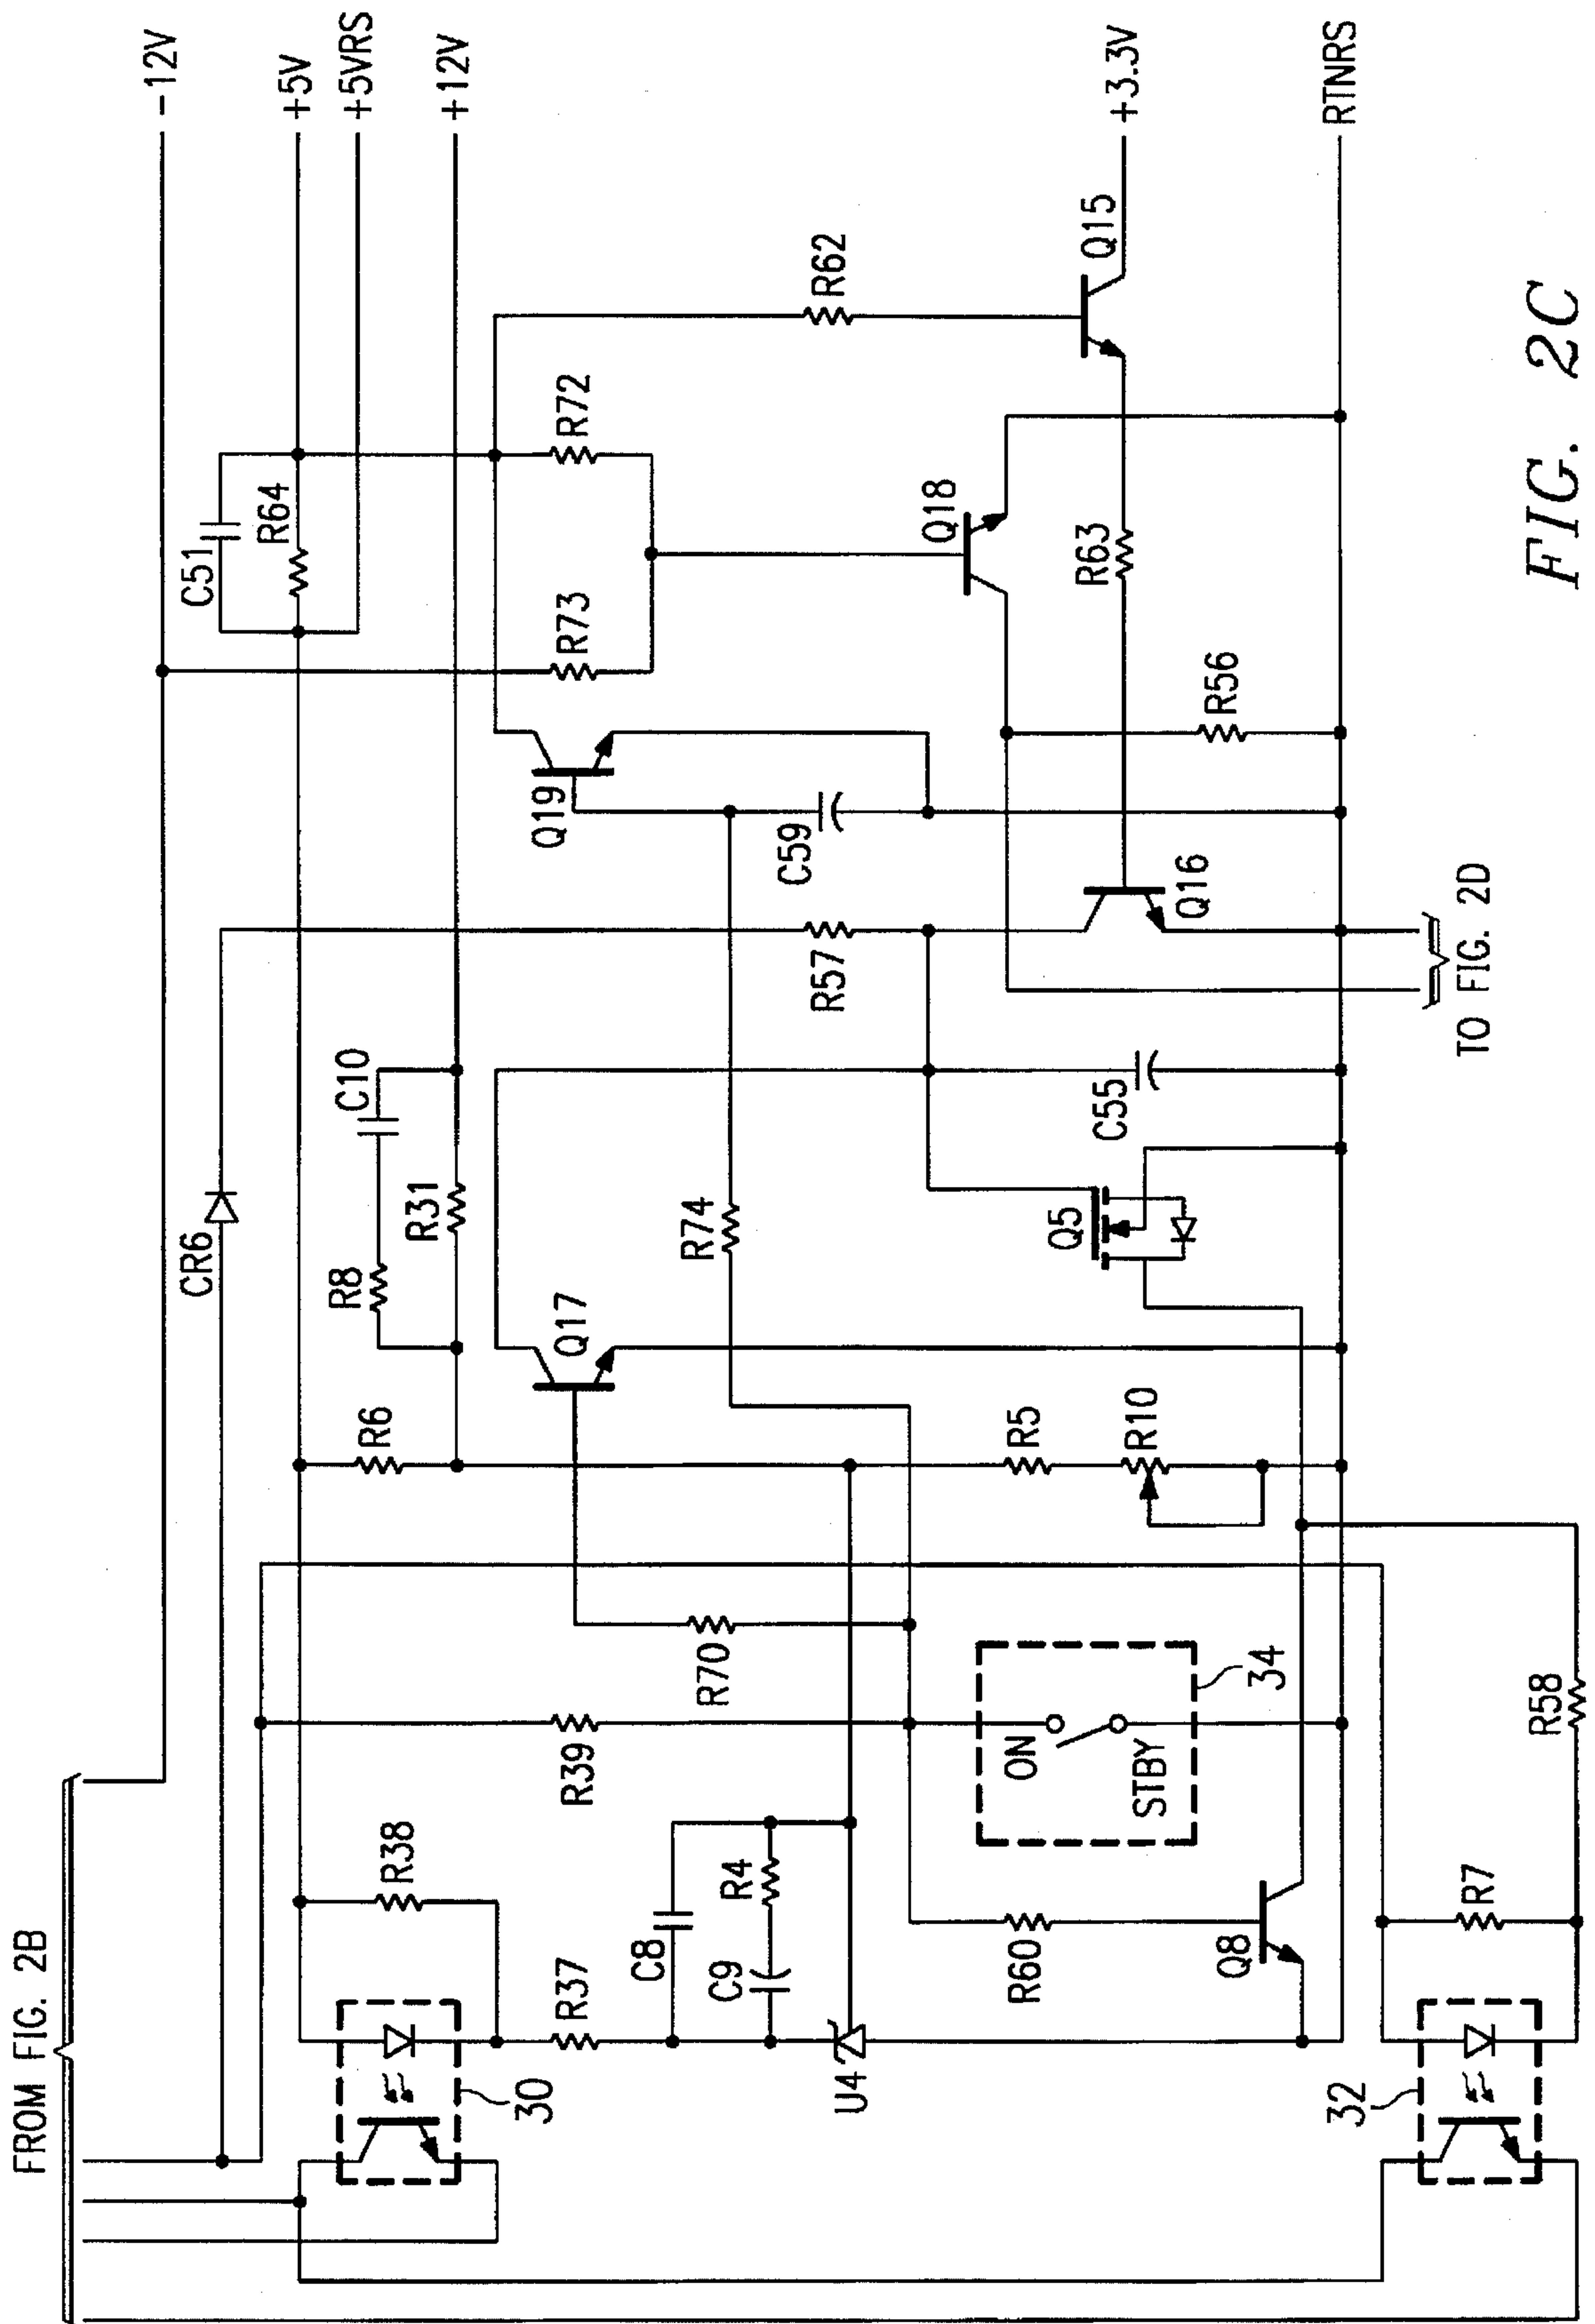 FROM FIG. 2B
-12V
+5V
+5VRS
+12V
+3.3V
RTNRS
C51
R64
CR6
C10
R8
R31
R6
R38
R72
R73
R62
Q19
Q17
C59
R57
R74
R70
R39
R37
C8
R4
C9
U4
30
Q18
Q15
R63
R56
Q16
C55
Q5
R5
R10
ON
STBY
34
R60
Q8
R58
R7
32
TO FIG. 2D
FIG. 2C